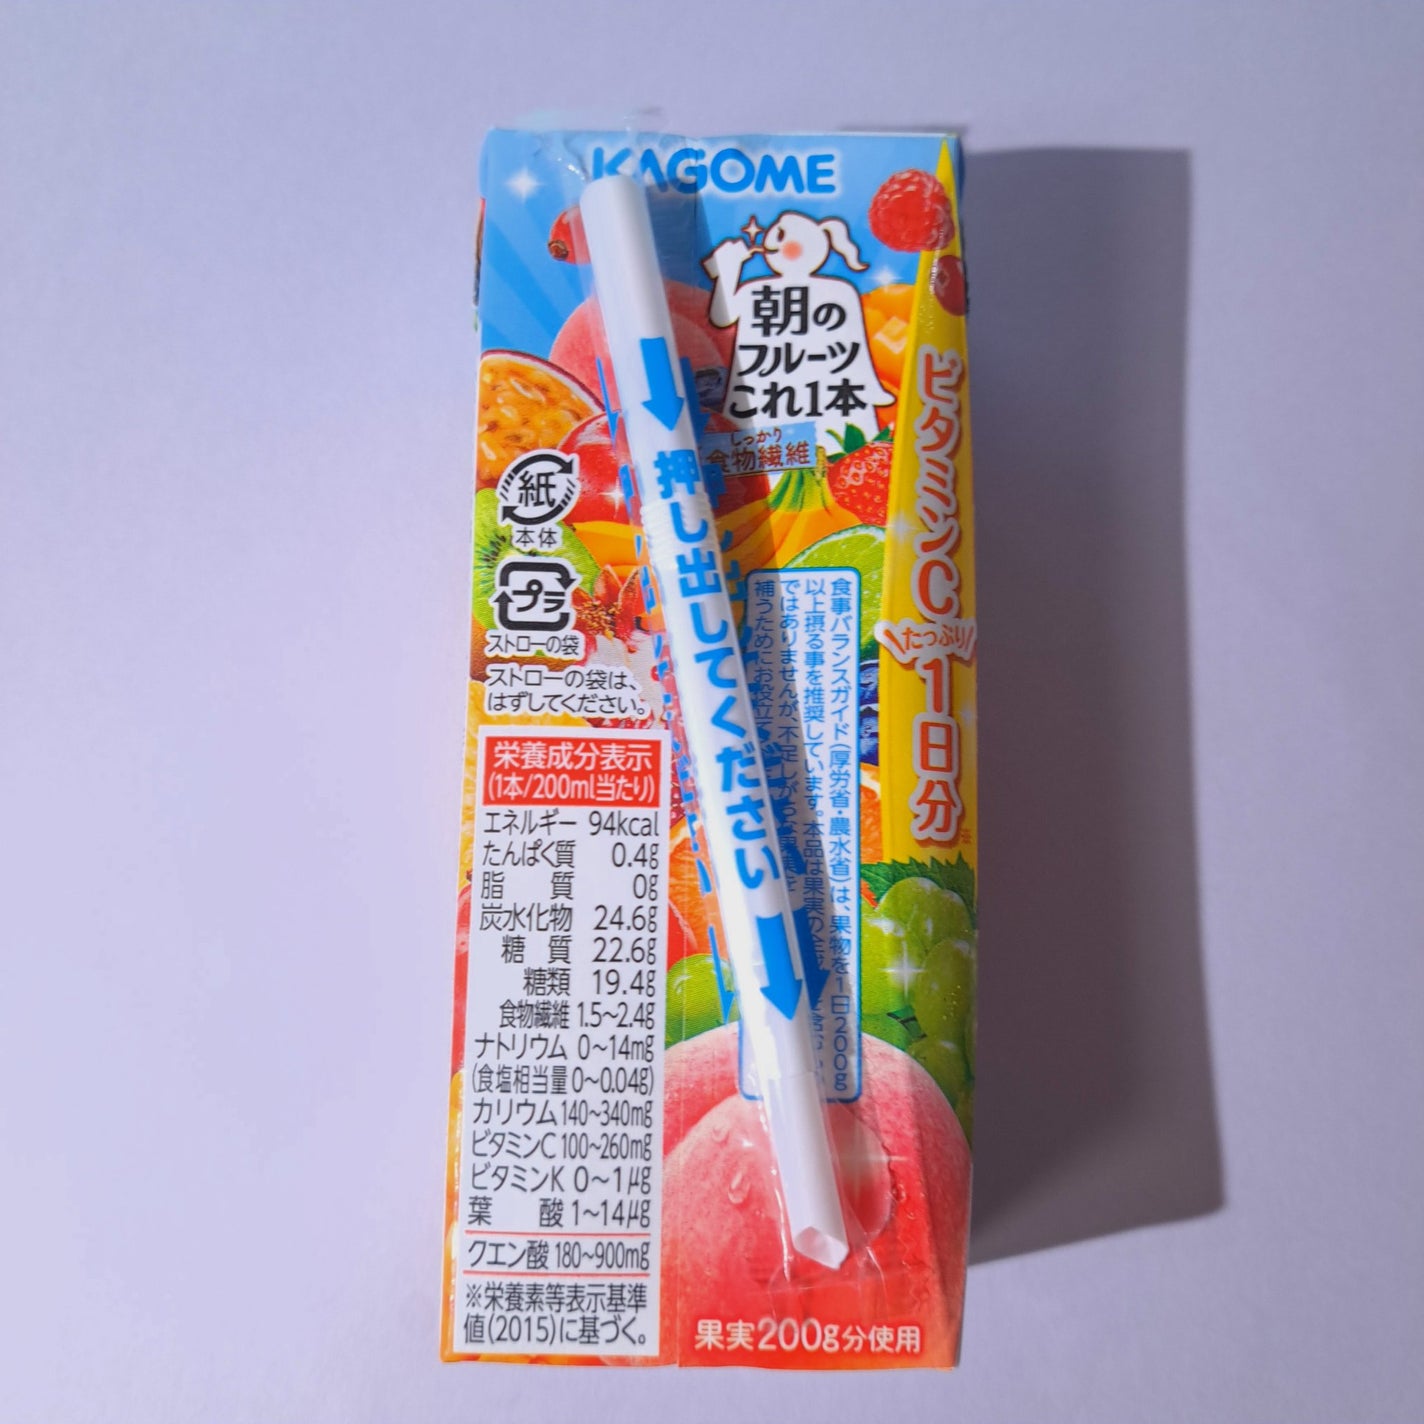 KAGOME
朝の
フルーツ
これ1本
しっかり
食物繊維
ビタミンC
たっぷり
1日分
※
紙
本体
プラ
ストローの袋
ストローの袋は、
はずしてください。
押し出してください
食事バランスガイド(厚労省・農水省)は、果物を1日200g
以上摂る事を推奨しています。本品は果実の全成
ではありませんが、不足しがちな果実を
補うためにお役立て
栄養成分表示
(1本/200ml当たり)
エネルギー 94kcal
たんぱく質 0.4g
脂質 0g
炭水化物 24.6g
糖質 22.6g
糖類 19.4g
食物繊維 1.5~2.4g
ナトリウム 0~14mg
(食塩相当量 0~0.04g)
カリウム 140~340mg
ビタミンC 100~260mg
ビタミンK 0~1μg
葉酸 1~14μg
クエン酸 180~900mg
※栄養素等表示基準
値(2015)に基づく。
果実200g分使用